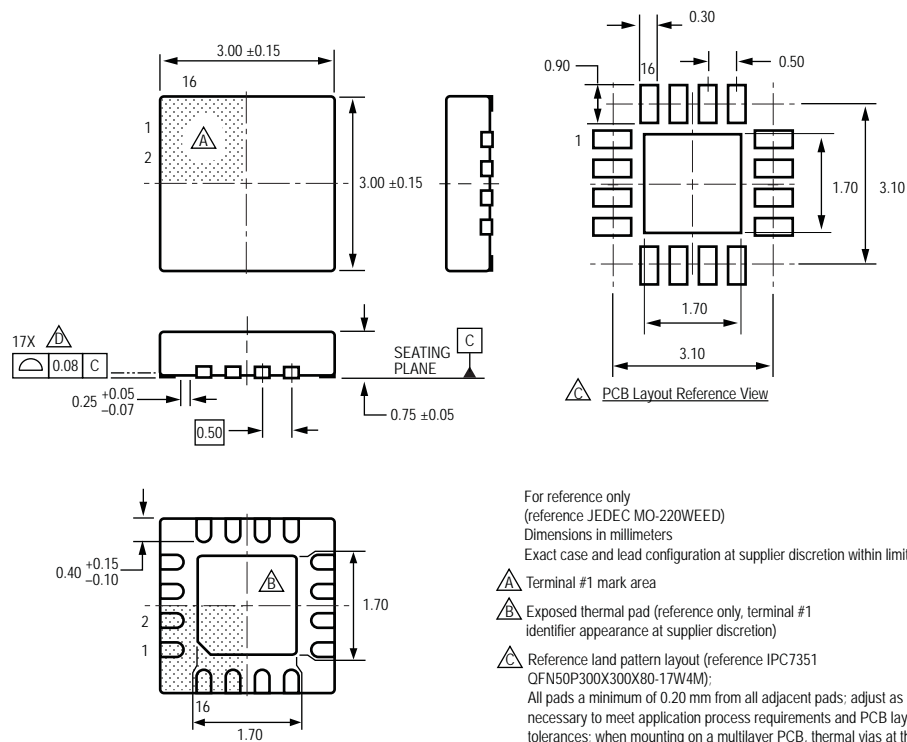 3.00 ±0.15
16
1
2
A
3.00 ±0.15
0.30
0.90
16
0.50
1
1.70
3.10
1.70
3.10
C PCB Layout Reference View
17X D
0.08 C
SEATING
PLANE
C
0.25 +0.05
−0.07
0.50
0.75 ±0.05
0.40 +0.15
−0.10
B
1.70
2
1
16
1.70
For reference only
(reference JEDEC MO-220WEED)
Dimensions in millimeters
Exact case and lead configuration at supplier discretion within
A Terminal #1 mark area
B Exposed thermal pad (reference only, terminal #1
identifier appearance at supplier discretion)
C Reference land pattern layout (reference IPC7351
QFN50P300X300X80-17W4M);
All pads a minimum of 0.20 mm from all adjacent pads; adjust as
necessary to meet application process requirements and PCB
tolerances; when mounting on a multilayer PCB, thermal vias at